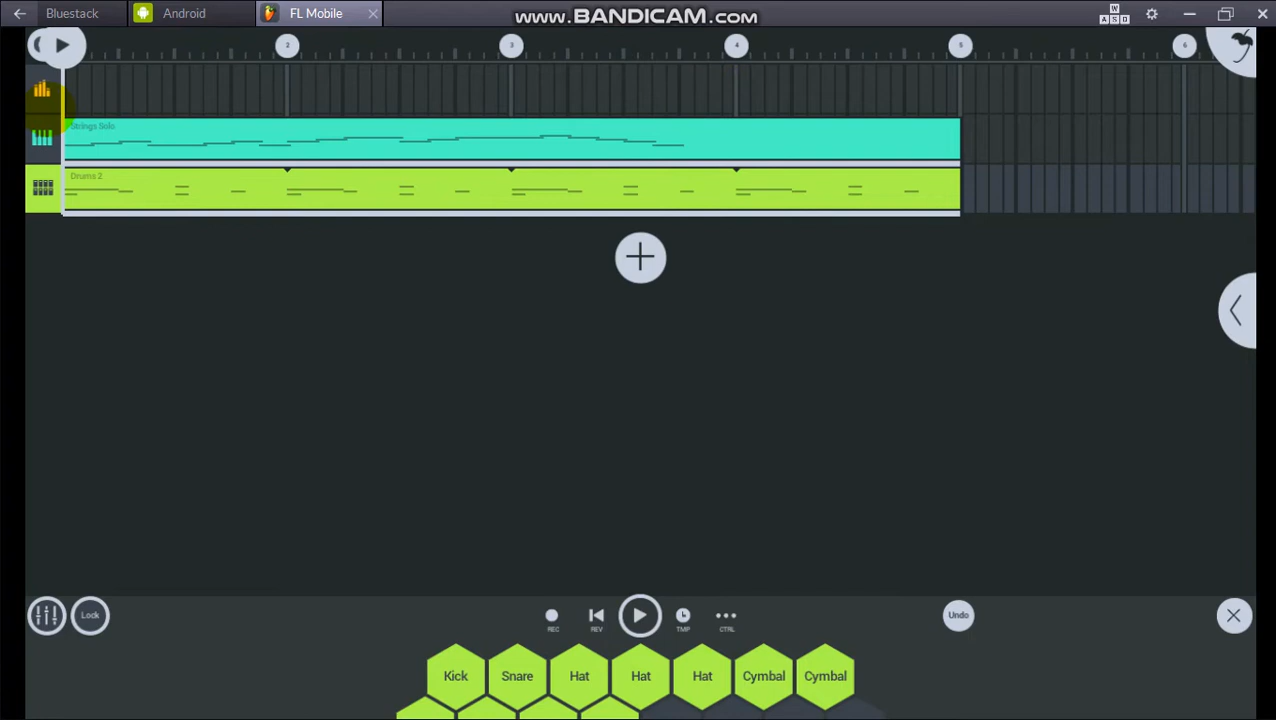 Bluestack Android FL Mobile www.BANDICAM.com W A S D
2 3 4 5 6
Strings Solo
Drums 2
Lock REC REV TMP CTRL Undo
Kick Snare Hat Hat Hat Cymbal Cymbal